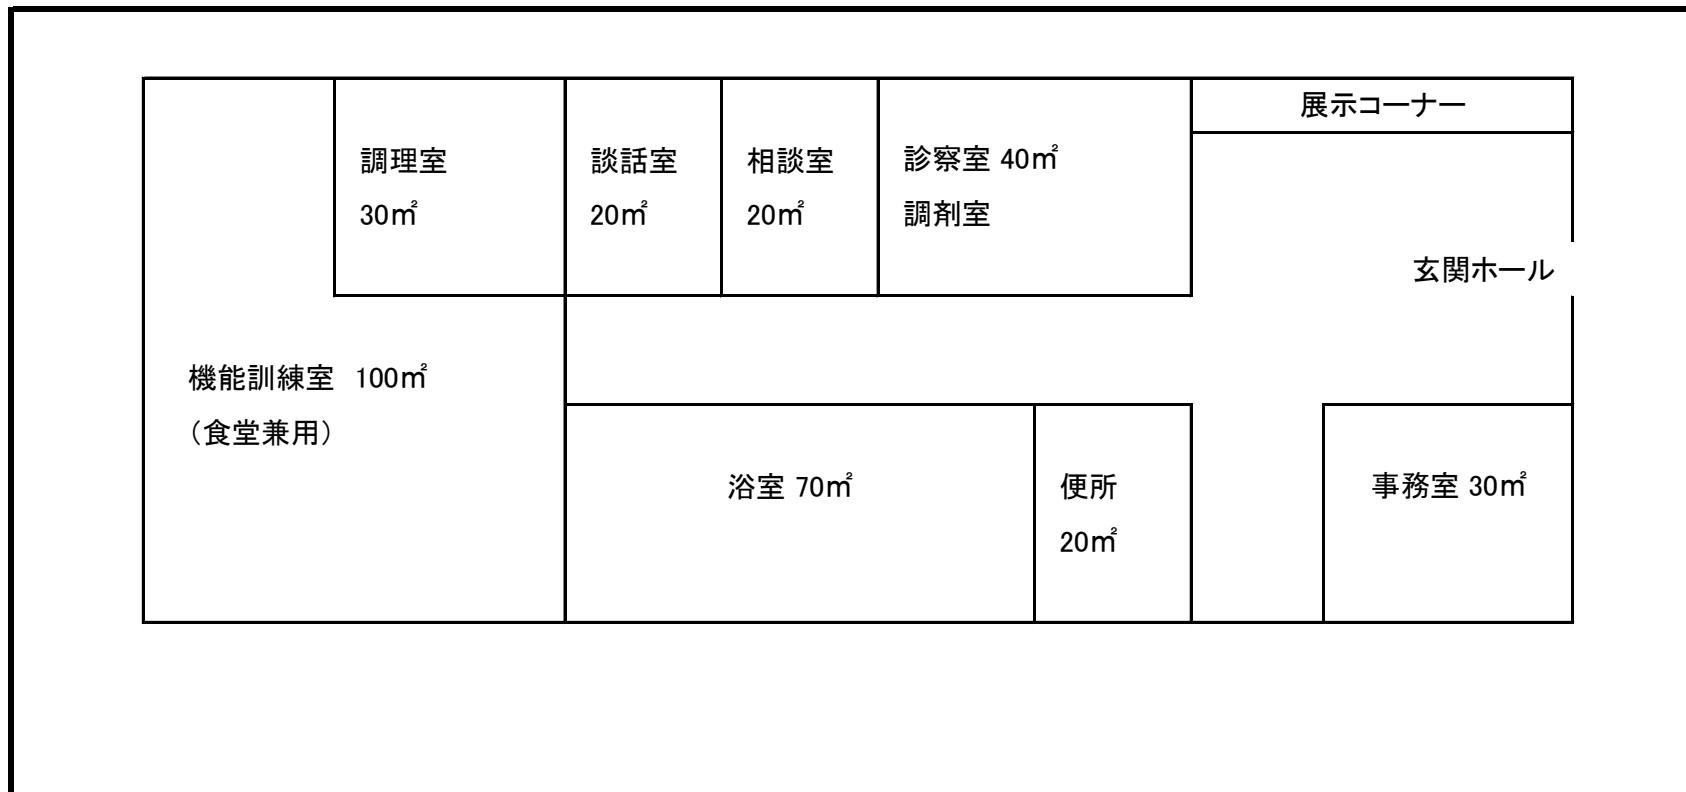 展示コーナー
調理室
30㎡
談話室
20㎡
相談室
20㎡
診察室 40㎡
調剤室
玄関ホール
機能訓練室 100㎡
（食堂兼用）
浴室 70㎡
便所
20㎡
事務室 30㎡